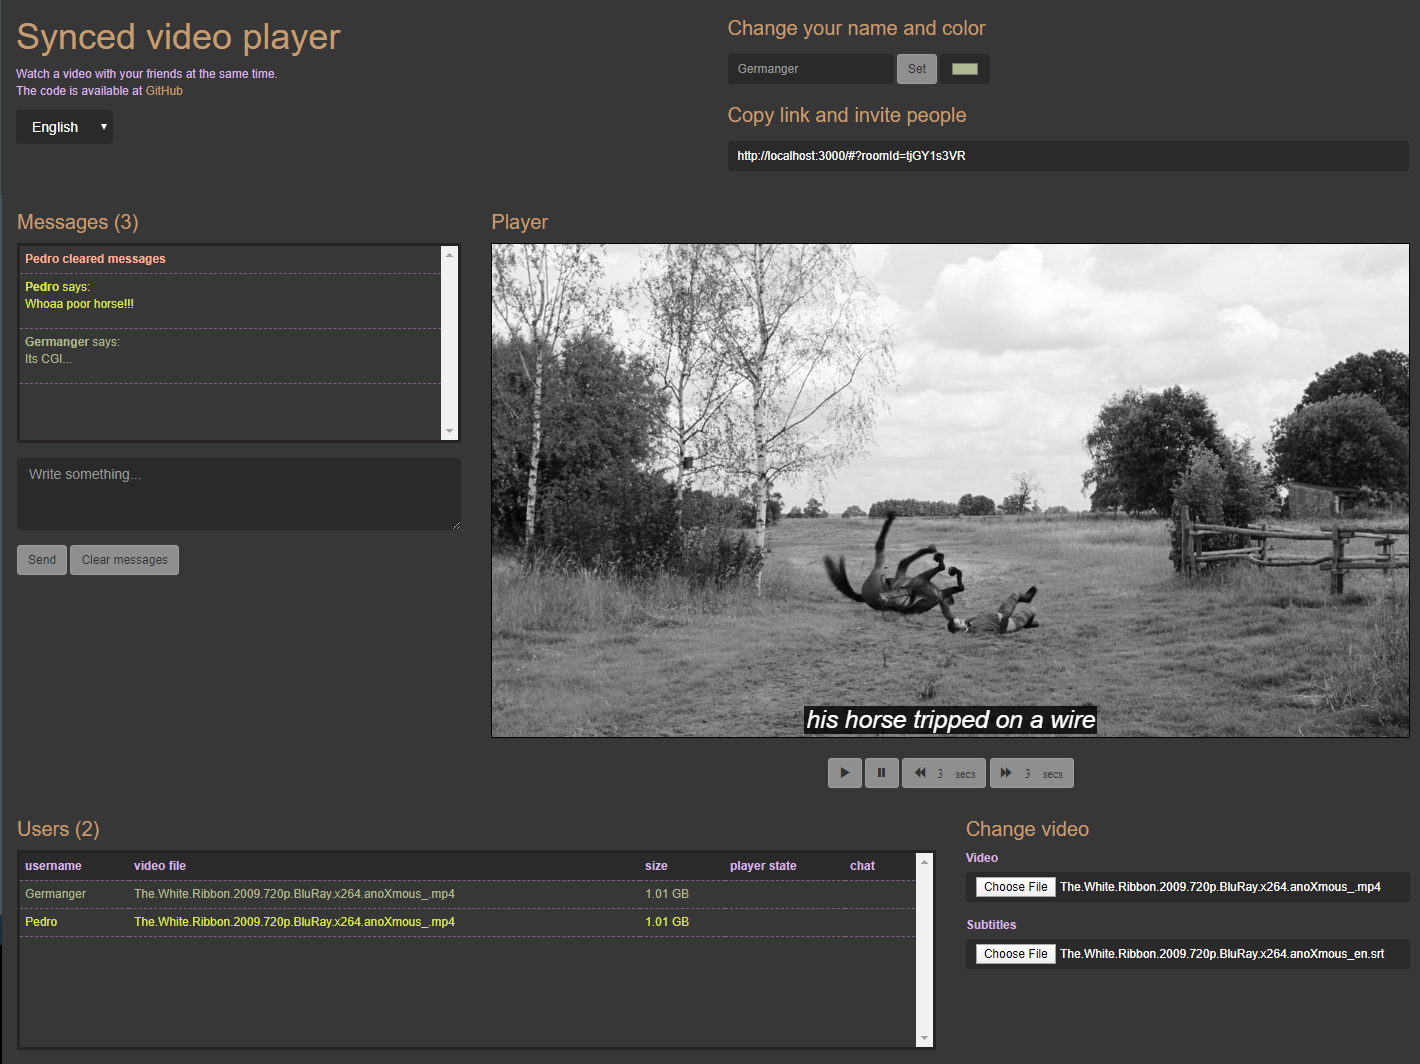 Synced video player
Watch a video with your friends at the same time.
The code is available at GitHub
English
Change your name and color
Germanger
Set
Copy link and invite people
http://localhost:3000/#?roomId=tjGY1s3VR
Messages (3)
Pedro cleared messages
Pedro says:
Whoaa poor horse!!!
Germanger says:
Its CGI...
Write something...
Send
Clear messages
Player
his horse tripped on a wire
3 secs
3 secs
Users (2)
username video file size player state chat
Germanger The.White.Ribbon.2009.720p.BluRay.x264.anoXmous_.mp4 1.01 GB
Pedro The.White.Ribbon.2009.720p.BluRay.x264.anoXmous_.mp4 1.01 GB
Change video
Video
Choose File The.White.Ribbon.2009.720p.BluRay.x264.anoXmous_.mp4
Subtitles
Choose File The.White.Ribbon.2009.720p.BluRay.x264.anoXmous_en.srt